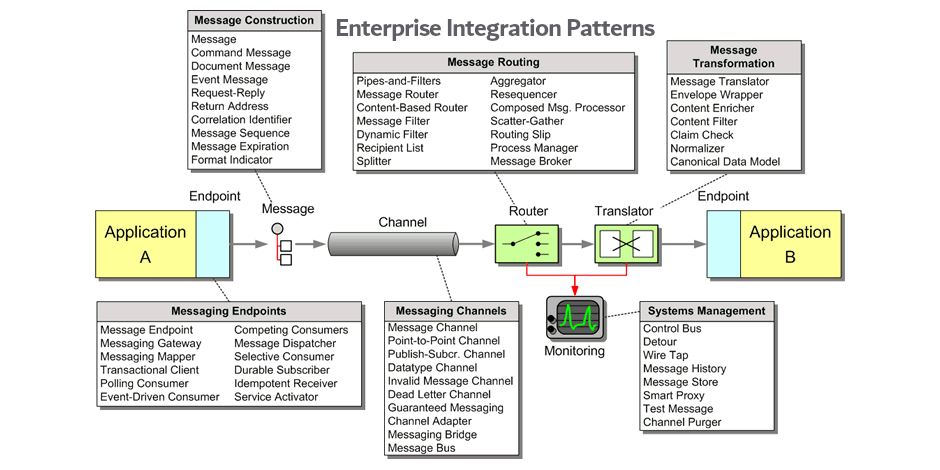 Enterprise Integration Patterns
Message Construction
Message
Command Message
Document Message
Event Message
Request-Reply
Return Address
Correlation Identifier
Message Sequence
Message Expiration
Format Indicator
Message Routing
Pipes-and-Filters
Message Router
Content-Based Router
Message Filter
Dynamic Filter
Recipient List
Splitter
Aggregator
Resequencer
Composed Msg. Processor
Scatter-Gather
Routing Slip
Process Manager
Message Broker
Message
Transformation
Message Translator
Envelope Wrapper
Content Enricher
Content Filter
Claim Check
Normalizer
Canonical Data Model
Endpoint
Message
Channel
Router
Translator
Endpoint
Application
A
Application
B
Messaging Endpoints
Message Endpoint
Messaging Gateway
Messaging Mapper
Transactional Client
Polling Consumer
Event-Driven Consumer
Competing Consumers
Message Dispatcher
Selective Consumer
Durable Subscriber
Idempotent Receiver
Service Activator
Messaging Channels
Message Channel
Point-to-Point Channel
Publish-Subcr. Channel
Datatype Channel
Invalid Message Channel
Dead Letter Channel
Guaranteed Messaging
Channel Adapter
Messaging Bridge
Message Bus
Monitoring
Systems Management
Control Bus
Detour
Wire Tap
Message History
Message Store
Smart Proxy
Test Message
Channel Purger